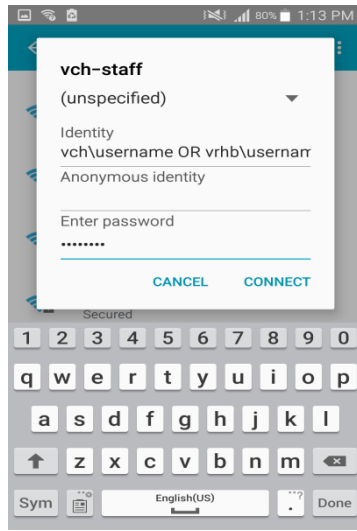 80% 1:13 PM
vch-staff
(unspecified)
Identity
vch\username OR vrhb\usernam
Anonymous identity
Enter password
••••••••
CANCEL CONNECT
Secured
1 2 3 4 5 6 7 8 9 0
q w e r t y u i o p
a s d f g h j k l
z x c v b n m
Sym English(US) . Done